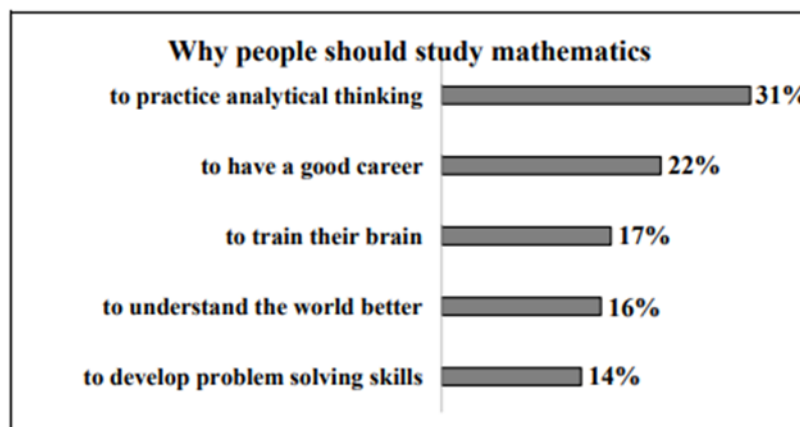 Why people should study mathematics
to practice analytical thinking 31%
to have a good career 22%
to train their brain 17%
to understand the world better 16%
to develop problem solving skills 14%